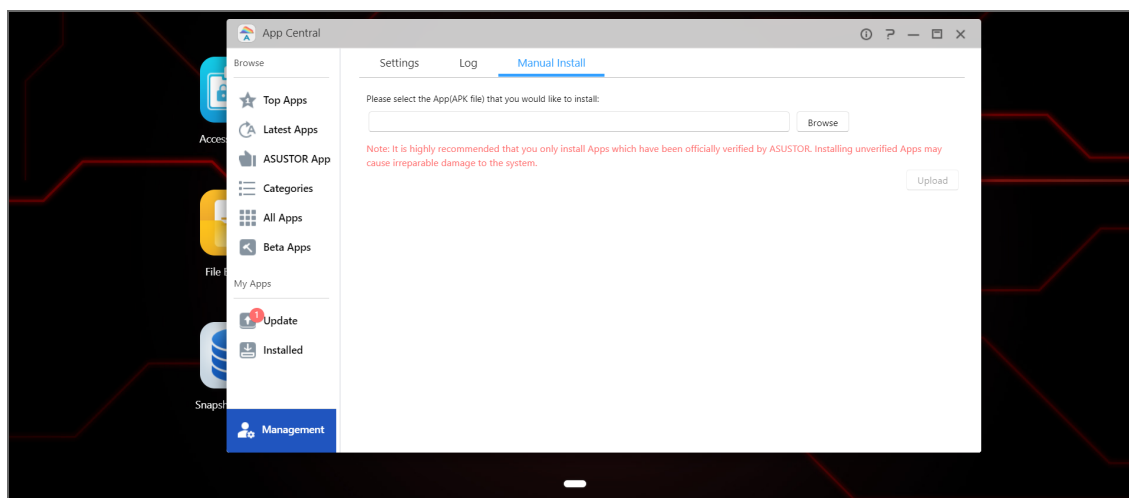 App Central
Browse
Top Apps
Latest Apps
ASUSTOR App
Categories
All Apps
Beta Apps
My Apps
1
Update
Installed
Management
Settings
Log
Manual Install
Please select the App(APK file) that you would like to install:
Browse
Note: It is highly recommended that you only install Apps which have been officially verified by ASUSTOR. Installing unverified Apps may
cause irreparable damage to the system.
Upload
Acces
File
Snapsh